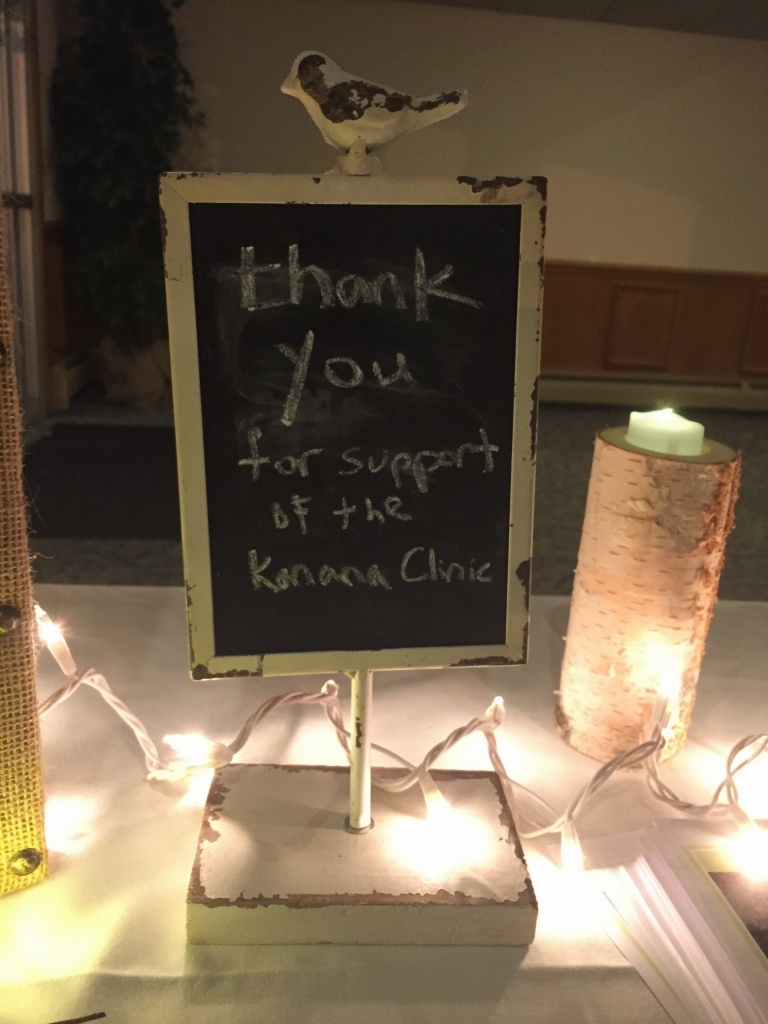 thank
you
for support
of the
Kanana Clinic